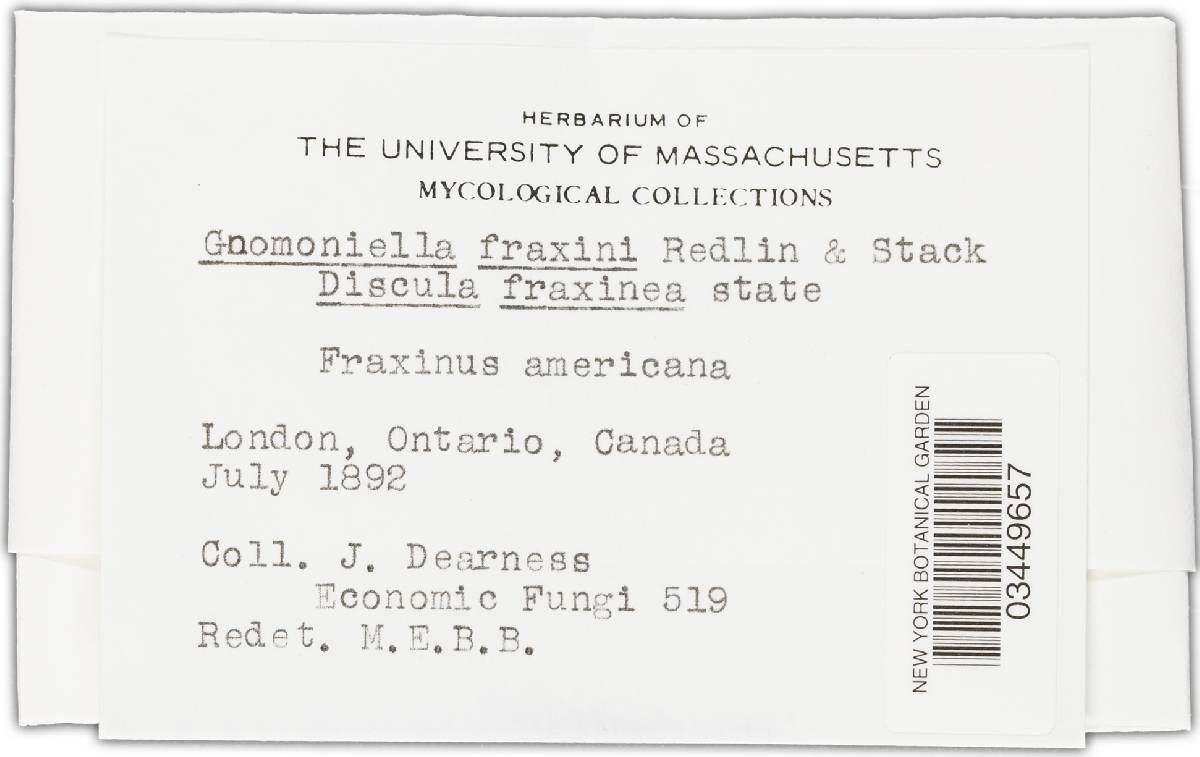 HERBARIUM OF
THE UNIVERSITY OF MASSACHUSETTS
MYCOLOGICAL COLLECTIONS
Gnomoniella fraxini Redlin & Stack
Discula fraxinea state
Fraxinus americana
London, Ontario, Canada
July 1892
Coll. J. Dearness
Economic Fungi 519
Redet. M.E.B.B.
NEW YORK BOTANICAL GARDEN
03449657